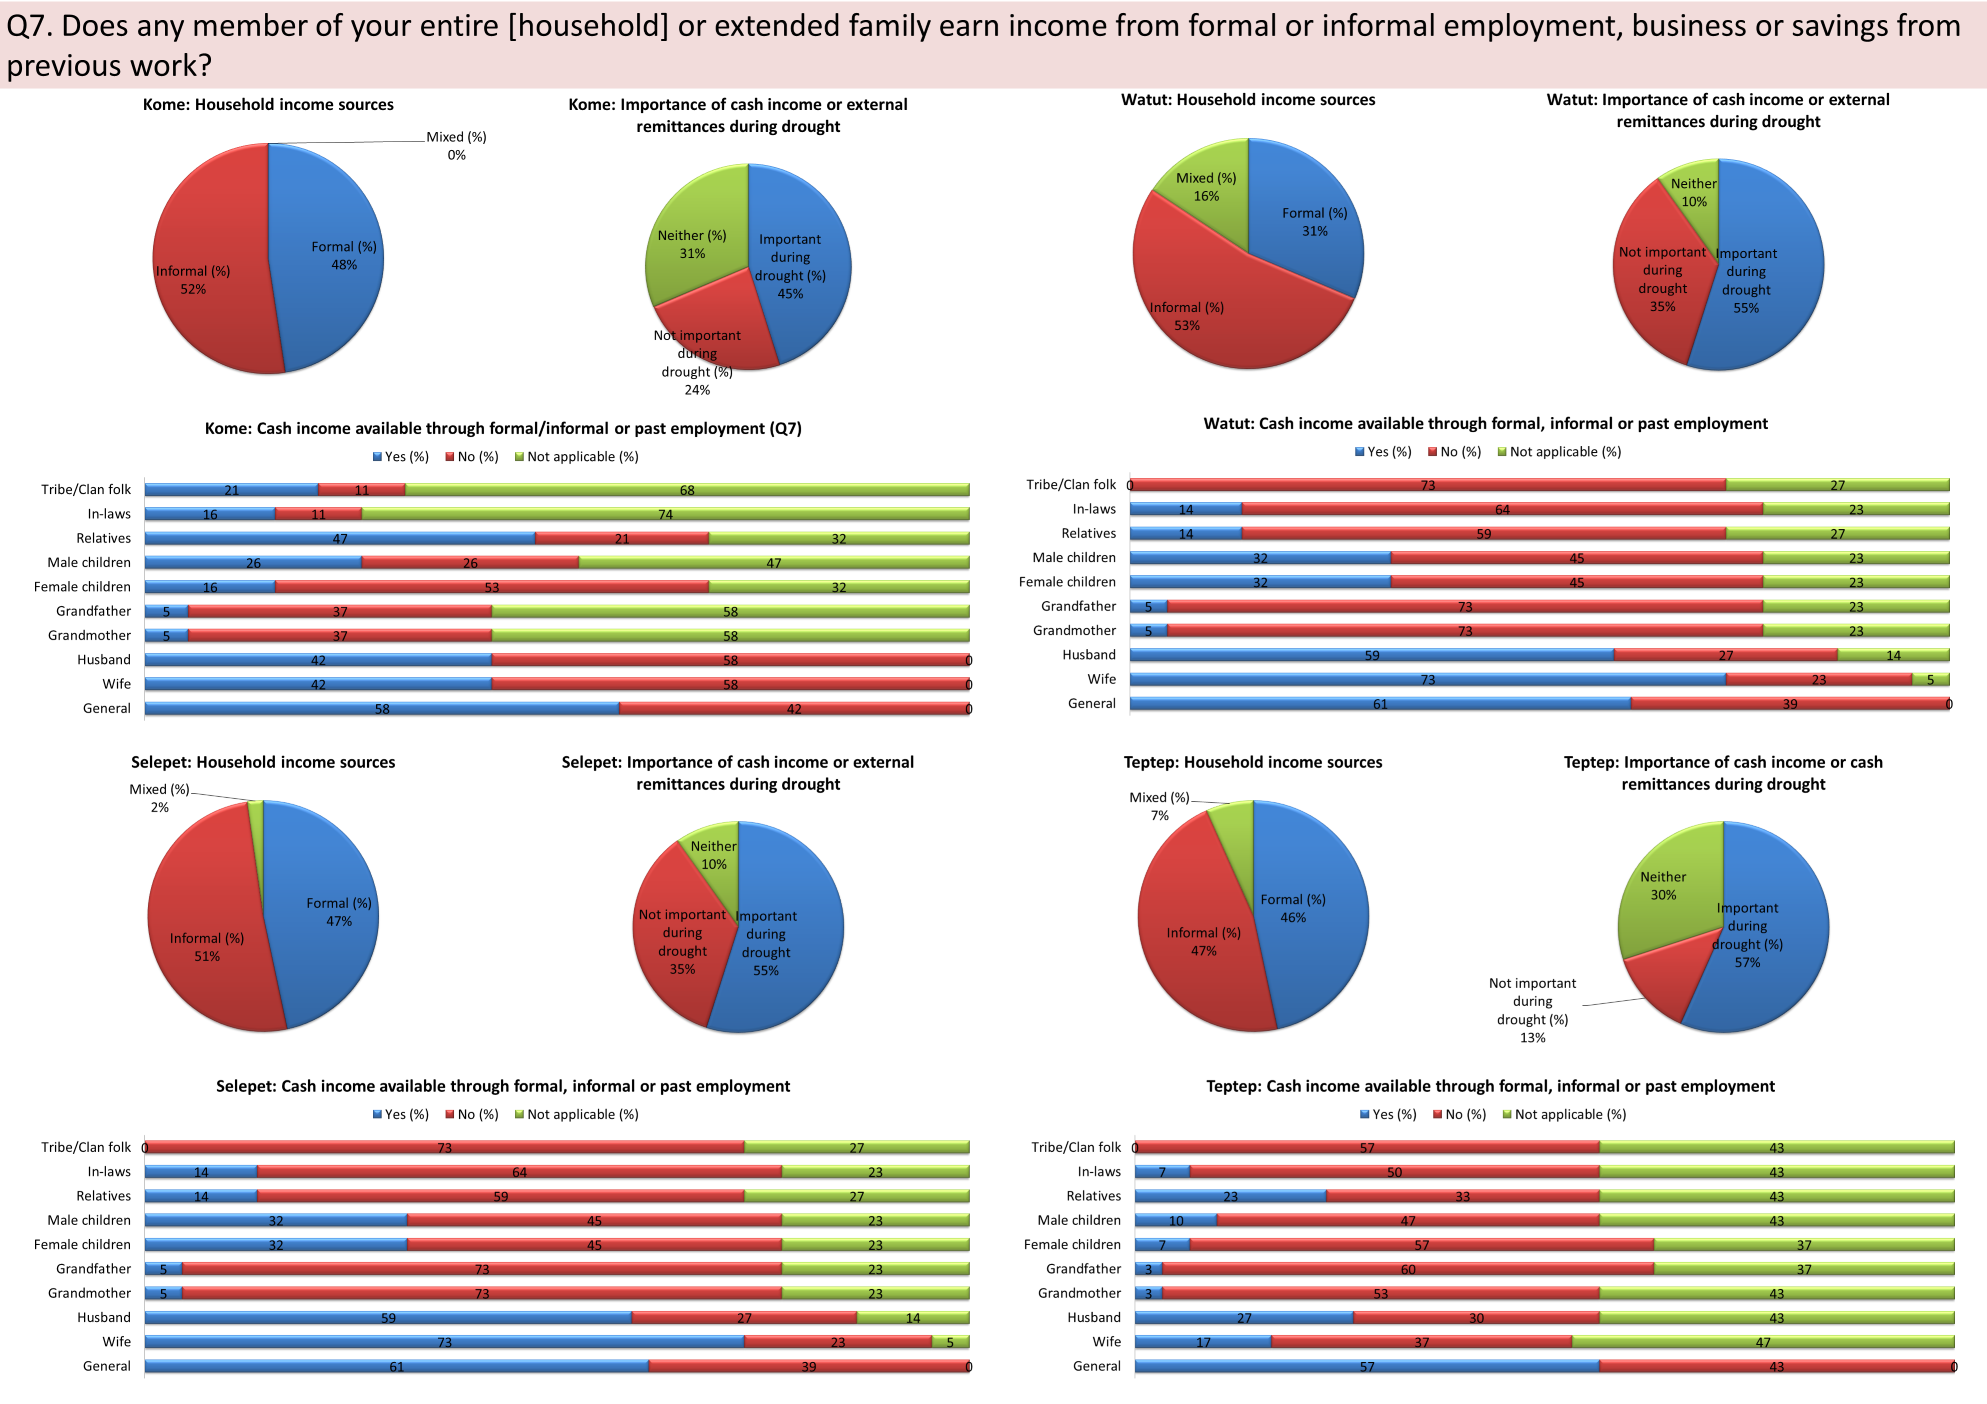 Q7. Does any member of your entire [household] or extended family earn income from formal or informal employment, business or savings from
previous work?
Kome: Household income sources
Mixed (%)
0%
Formal (%)
48%
Informal (%)
52%
Kome: Importance of cash income or external
remittances during drought
Neither (%)
31%
Important
during
drought (%)
45%
Not important
during
drought (%)
24%
Kome: Cash income available through formal/informal or past employment (Q7)
Yes (%) No (%) Not applicable (%)
Tribe/Clan folk 21 11 68
In-laws 16 11 74
Relatives 47 21 32
Male children 26 26 47
Female children 16 53 32
Grandfather 5 37 58
Grandmother 5 37 58
Husband 42 58 0
Wife 42 58 0
General 58 42 0
Watut: Household income sources
Mixed (%)
16%
Formal (%)
31%
Informal (%)
53%
Watut: Importance of cash income or external
remittances during drought
Neither
10%
Not important
during
drought
35%
Important
during
drought
55%
Watut: Cash income available through formal, informal or past employment
Yes (%) No (%) Not applicable (%)
Tribe/Clan folk 0 73 27
In-laws 14 64 23
Relatives 14 59 27
Male children 32 45 23
Female children 32 45 23
Grandfather 5 73 23
Grandmother 5 73 23
Husband 59 27 14
Wife 73 23 5
General 61 39 0
Selepet: Household income sources
Mixed (%)
2%
Formal (%)
47%
Informal (%)
51%
Selepet: Importance of cash income or external
remittances during drought
Neither
10%
Not important
during
drought
35%
Important
during
drought
55%
Selepet: Cash income available through formal, informal or past employment
Yes (%) No (%) Not applicable (%)
Tribe/Clan folk 0 73 27
In-laws 14 64 23
Relatives 14 59 27
Male children 32 45 23
Female children 32 45 23
Grandfather 5 73 23
Grandmother 5 73 23
Husband 59 27 14
Wife 73 23 5
General 61 39 0
Teptep: Household income sources
Mixed (%)
7%
Formal (%)
46%
Informal (%)
47%
Teptep: Importance of cash income or cash
remittances during drought
Neither
30%
Important
during
drought (%)
57%
Not important
during
drought (%)
13%
Teptep: Cash income available through formal, informal or past employment
Yes (%) No (%) Not applicable (%)
Tribe/Clan folk 0 57 43
In-laws 7 50 43
Relatives 23 33 43
Male children 10 47 43
Female children 7 57 37
Grandfather 3 60 37
Grandmother 3 53 43
Husband 27 30 43
Wife 17 37 47
General 57 43 0